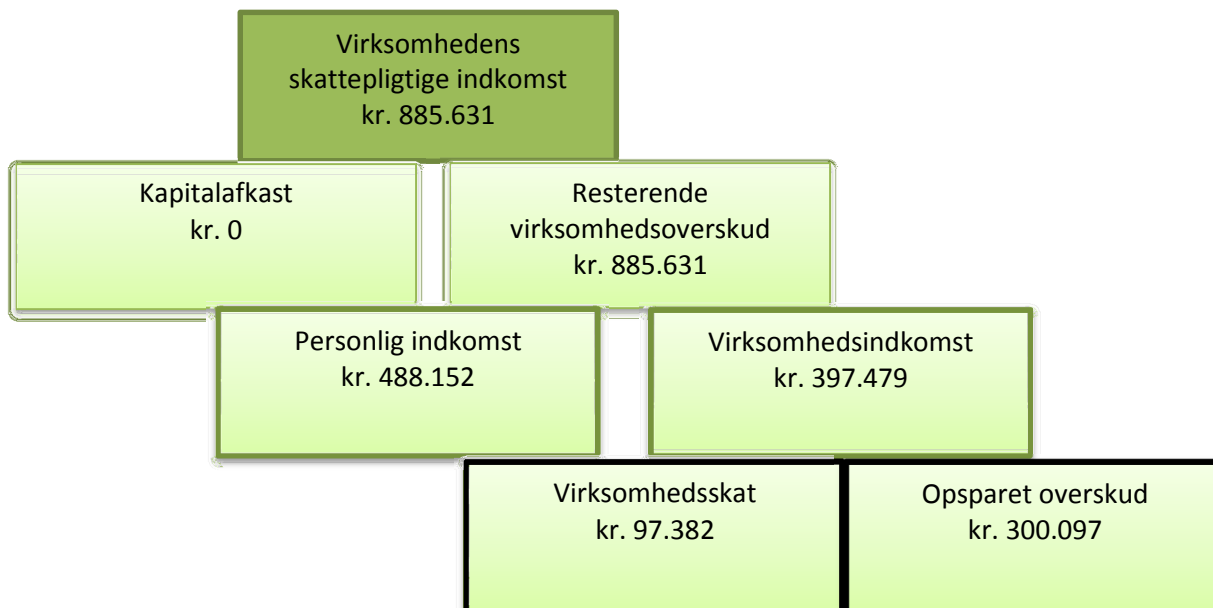 Virksomhedens
skattepligtige indkomst
kr. 885.631
Kapitalafkast
kr. 0
Resterende
virksomhedsoverskud
kr. 885.631
Personlig indkomst
kr. 488.152
Virksomhedsindkomst
kr. 397.479
Virksomhedsskat
kr. 97.382
Opsparet overskud
kr. 300.097